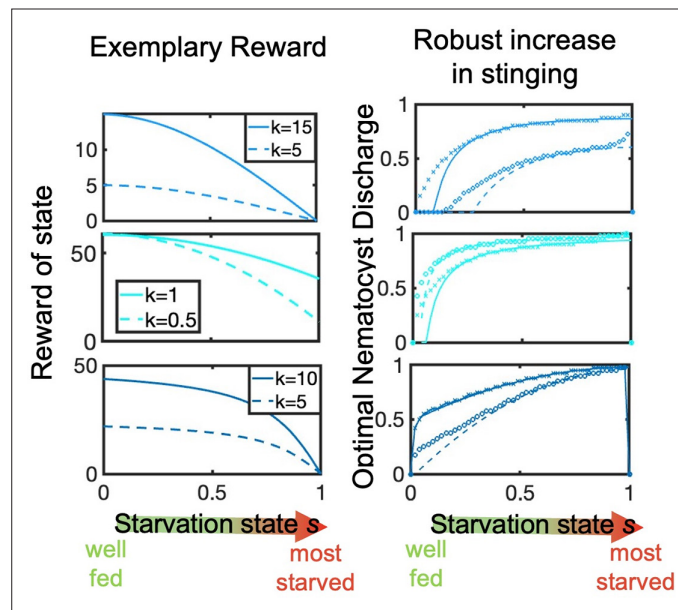 Exemplary Reward
Robust increase
in stinging
Reward of state
10
5
0
k=15
k=5
50
0
k=1
k=0.5
50
0
k=10
k=5
0
0.5
1
Starvation state s
well
fed
most
starved
Optimal Nematocyst Discharge
1
0.5
0
1
0.5
0
1
0.5
0
0
0.5
1
Starvation state s
well
fed
most
starved